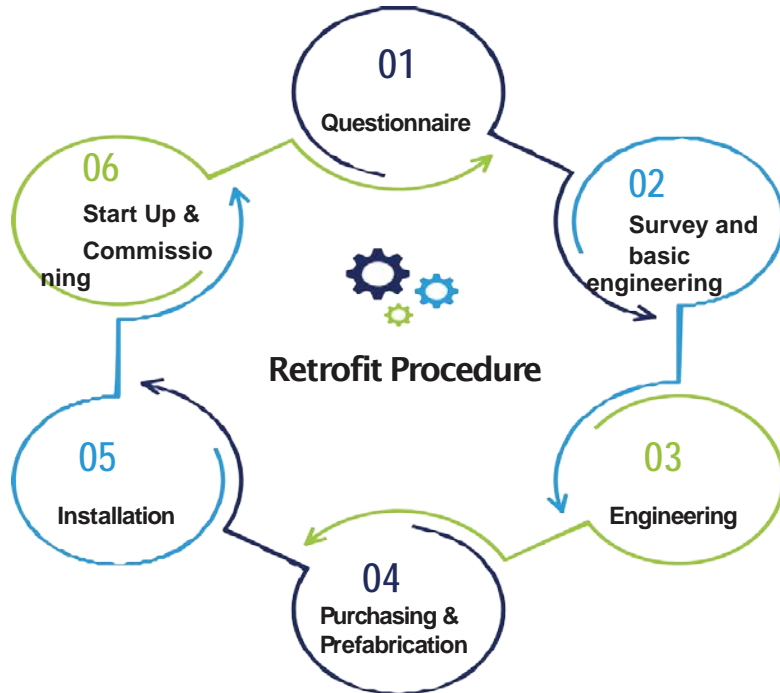 01
Questionnaire
02
Survey and
basic
engineering
03
Engineering
04
Purchasing &
Prefabrication
05
Installation
06
Start Up &
Commissio
ning
Retrofit Procedure